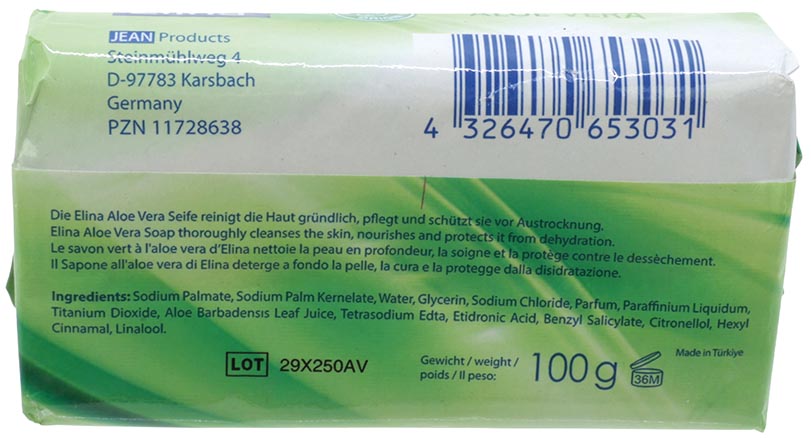 ALOE VERA
JEAN Products
Steinmühlweg 4
D-97783 Karsbach
Germany
PZN 11728638
4 326470 653031
Die Elina Aloe Vera Seife reinigt die Haut gründlich, pflegt und schützt sie vor Austrocknung.
Elina Aloe Vera Soap thoroughly cleanses the skin, nourishes and protects it from dehydration.
Le savon vert à l'aloe vera d'Elina nettoie la peau en profondeur, la soigne et la protège contre le dessèchement.
Il Sapone all'aloe vera di Elina deterge a fondo la pelle, la cura e la protegge dalla disidratazione.
Ingredients: Sodium Palmate, Sodium Palm Kernelate, Water, Glycerin, Sodium Chloride, Parfum, Paraffinium Liquidum,
Titanium Dioxide, Aloe Barbadensis Leaf Juice, Tetrasodium Edta, Etidronic Acid, Benzyl Salicylate, Citronellol, Hexyl
Cinnamal, Linalool.
LOT 29X250AV
Gewicht / weight /
poids / Il peso:
100 g
36M
Made in Türkiye